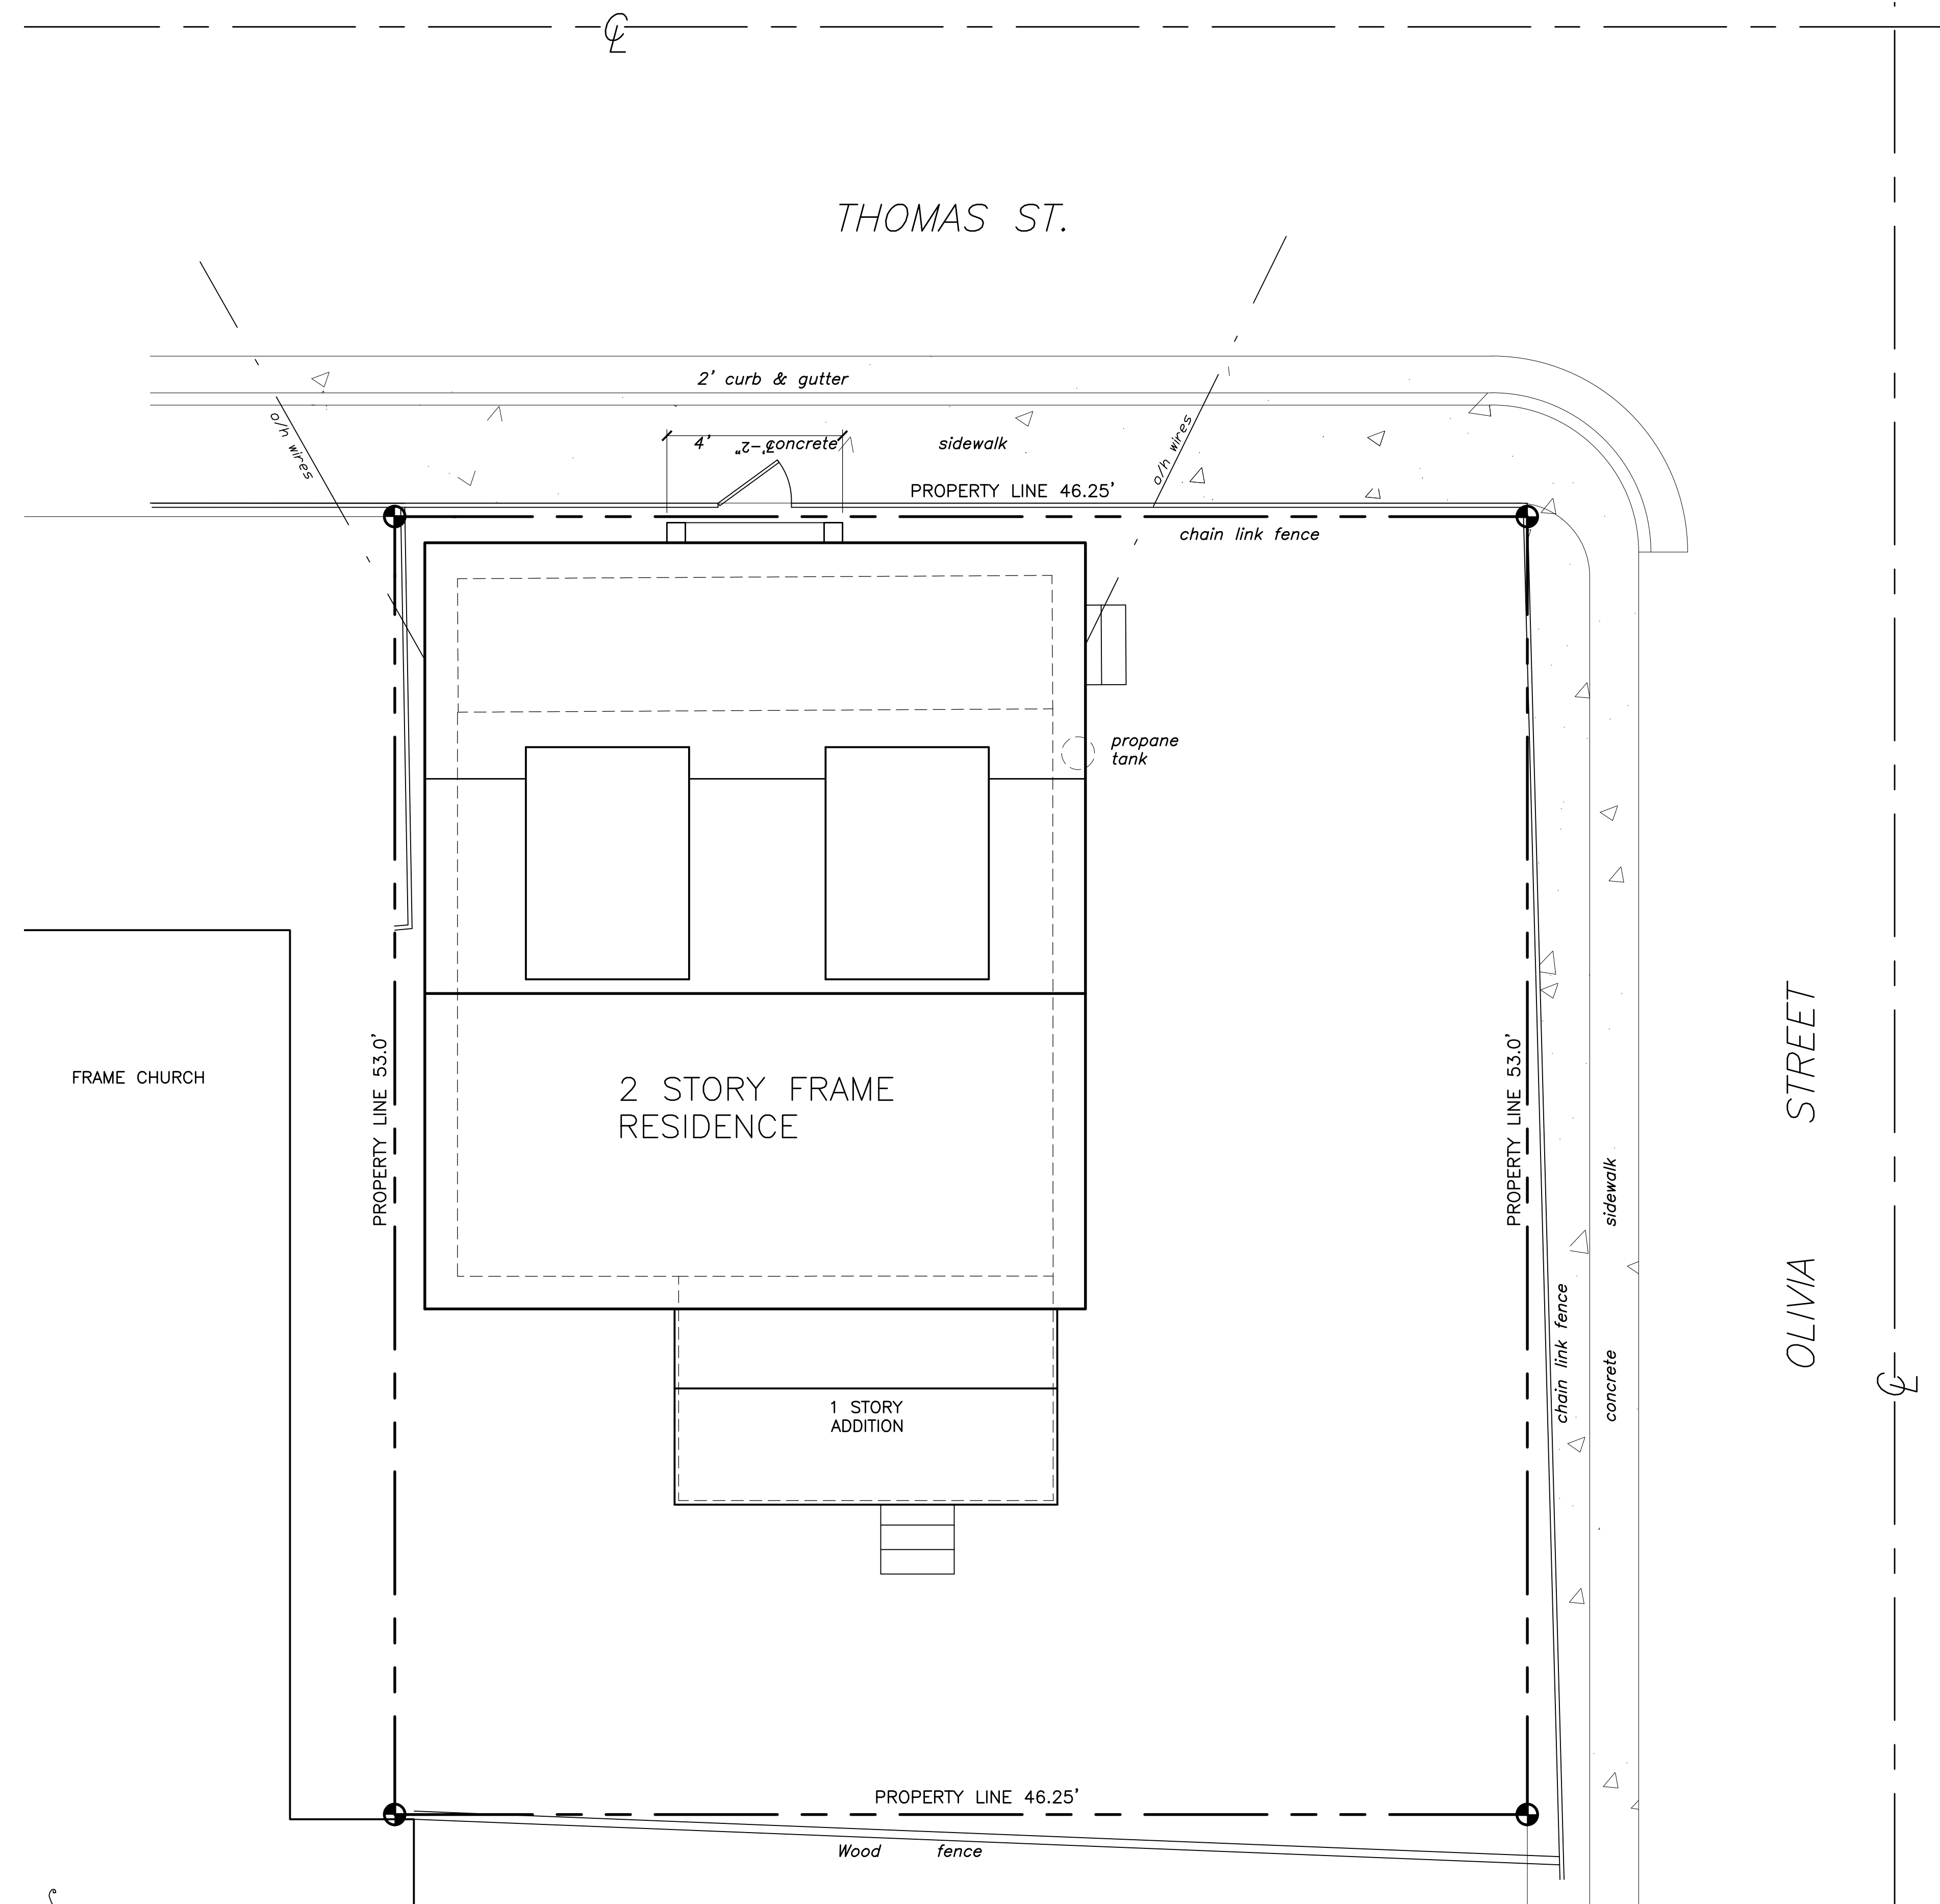 ℄
THOMAS ST.
2' curb & gutter
o/h wires
o/h wires
4' concrete sidewalk
7'-2"
PROPERTY LINE 46.25'
chain link fence
propane
tank
FRAME CHURCH
PROPERTY LINE 53.0'
2 STORY FRAME
RESIDENCE
PROPERTY LINE 53.0'
OLIVIA STREET
concrete sidewalk
chain link fence
℄
1 STORY
ADDITION
PROPERTY LINE 46.25'
Wood fence